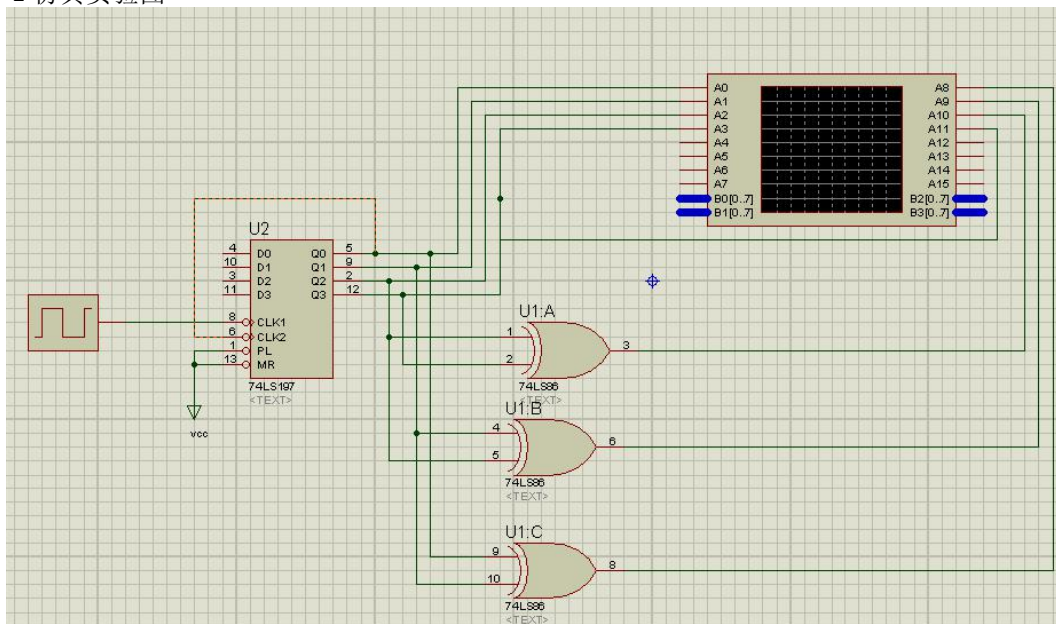 A0
A1
A2
A3
A4
A5
A6
A7
B0[0..7]
B1[0..7]
A8
A9
A10
A11
A12
A13
A14
A15
B2[0..7]
B3[0..7]
U2
4 D0 Q0 5
10 D1 Q1 9
3 D2 Q2 2
11 D3 Q3 12
8 CLK1
6 CLK2
1 PL
13 MR
74LS197
<TEXT>
vcc
U1:A
1
2
3
74LS86
<TEXT>
U1:B
4
5
6
74LS86
<TEXT>
U1:C
9
10
8
74LS86
<TEXT>